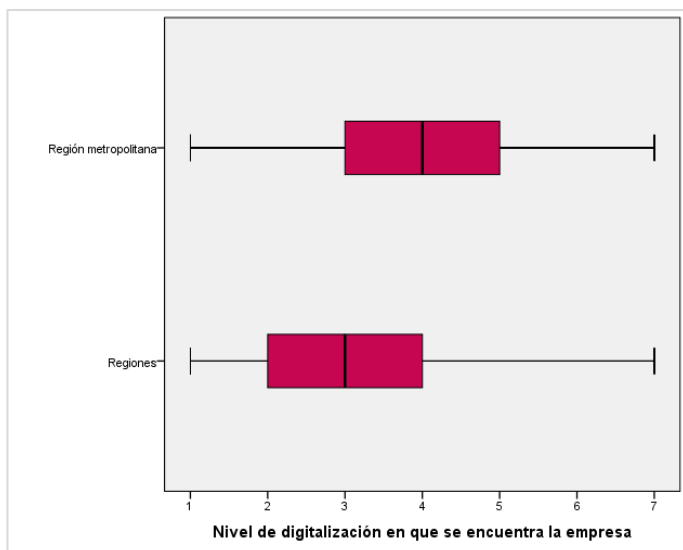 Región metropolitana
Regiones
1 2 3 4 5 6 7
Nivel de digitalización en que se encuentra la empresa